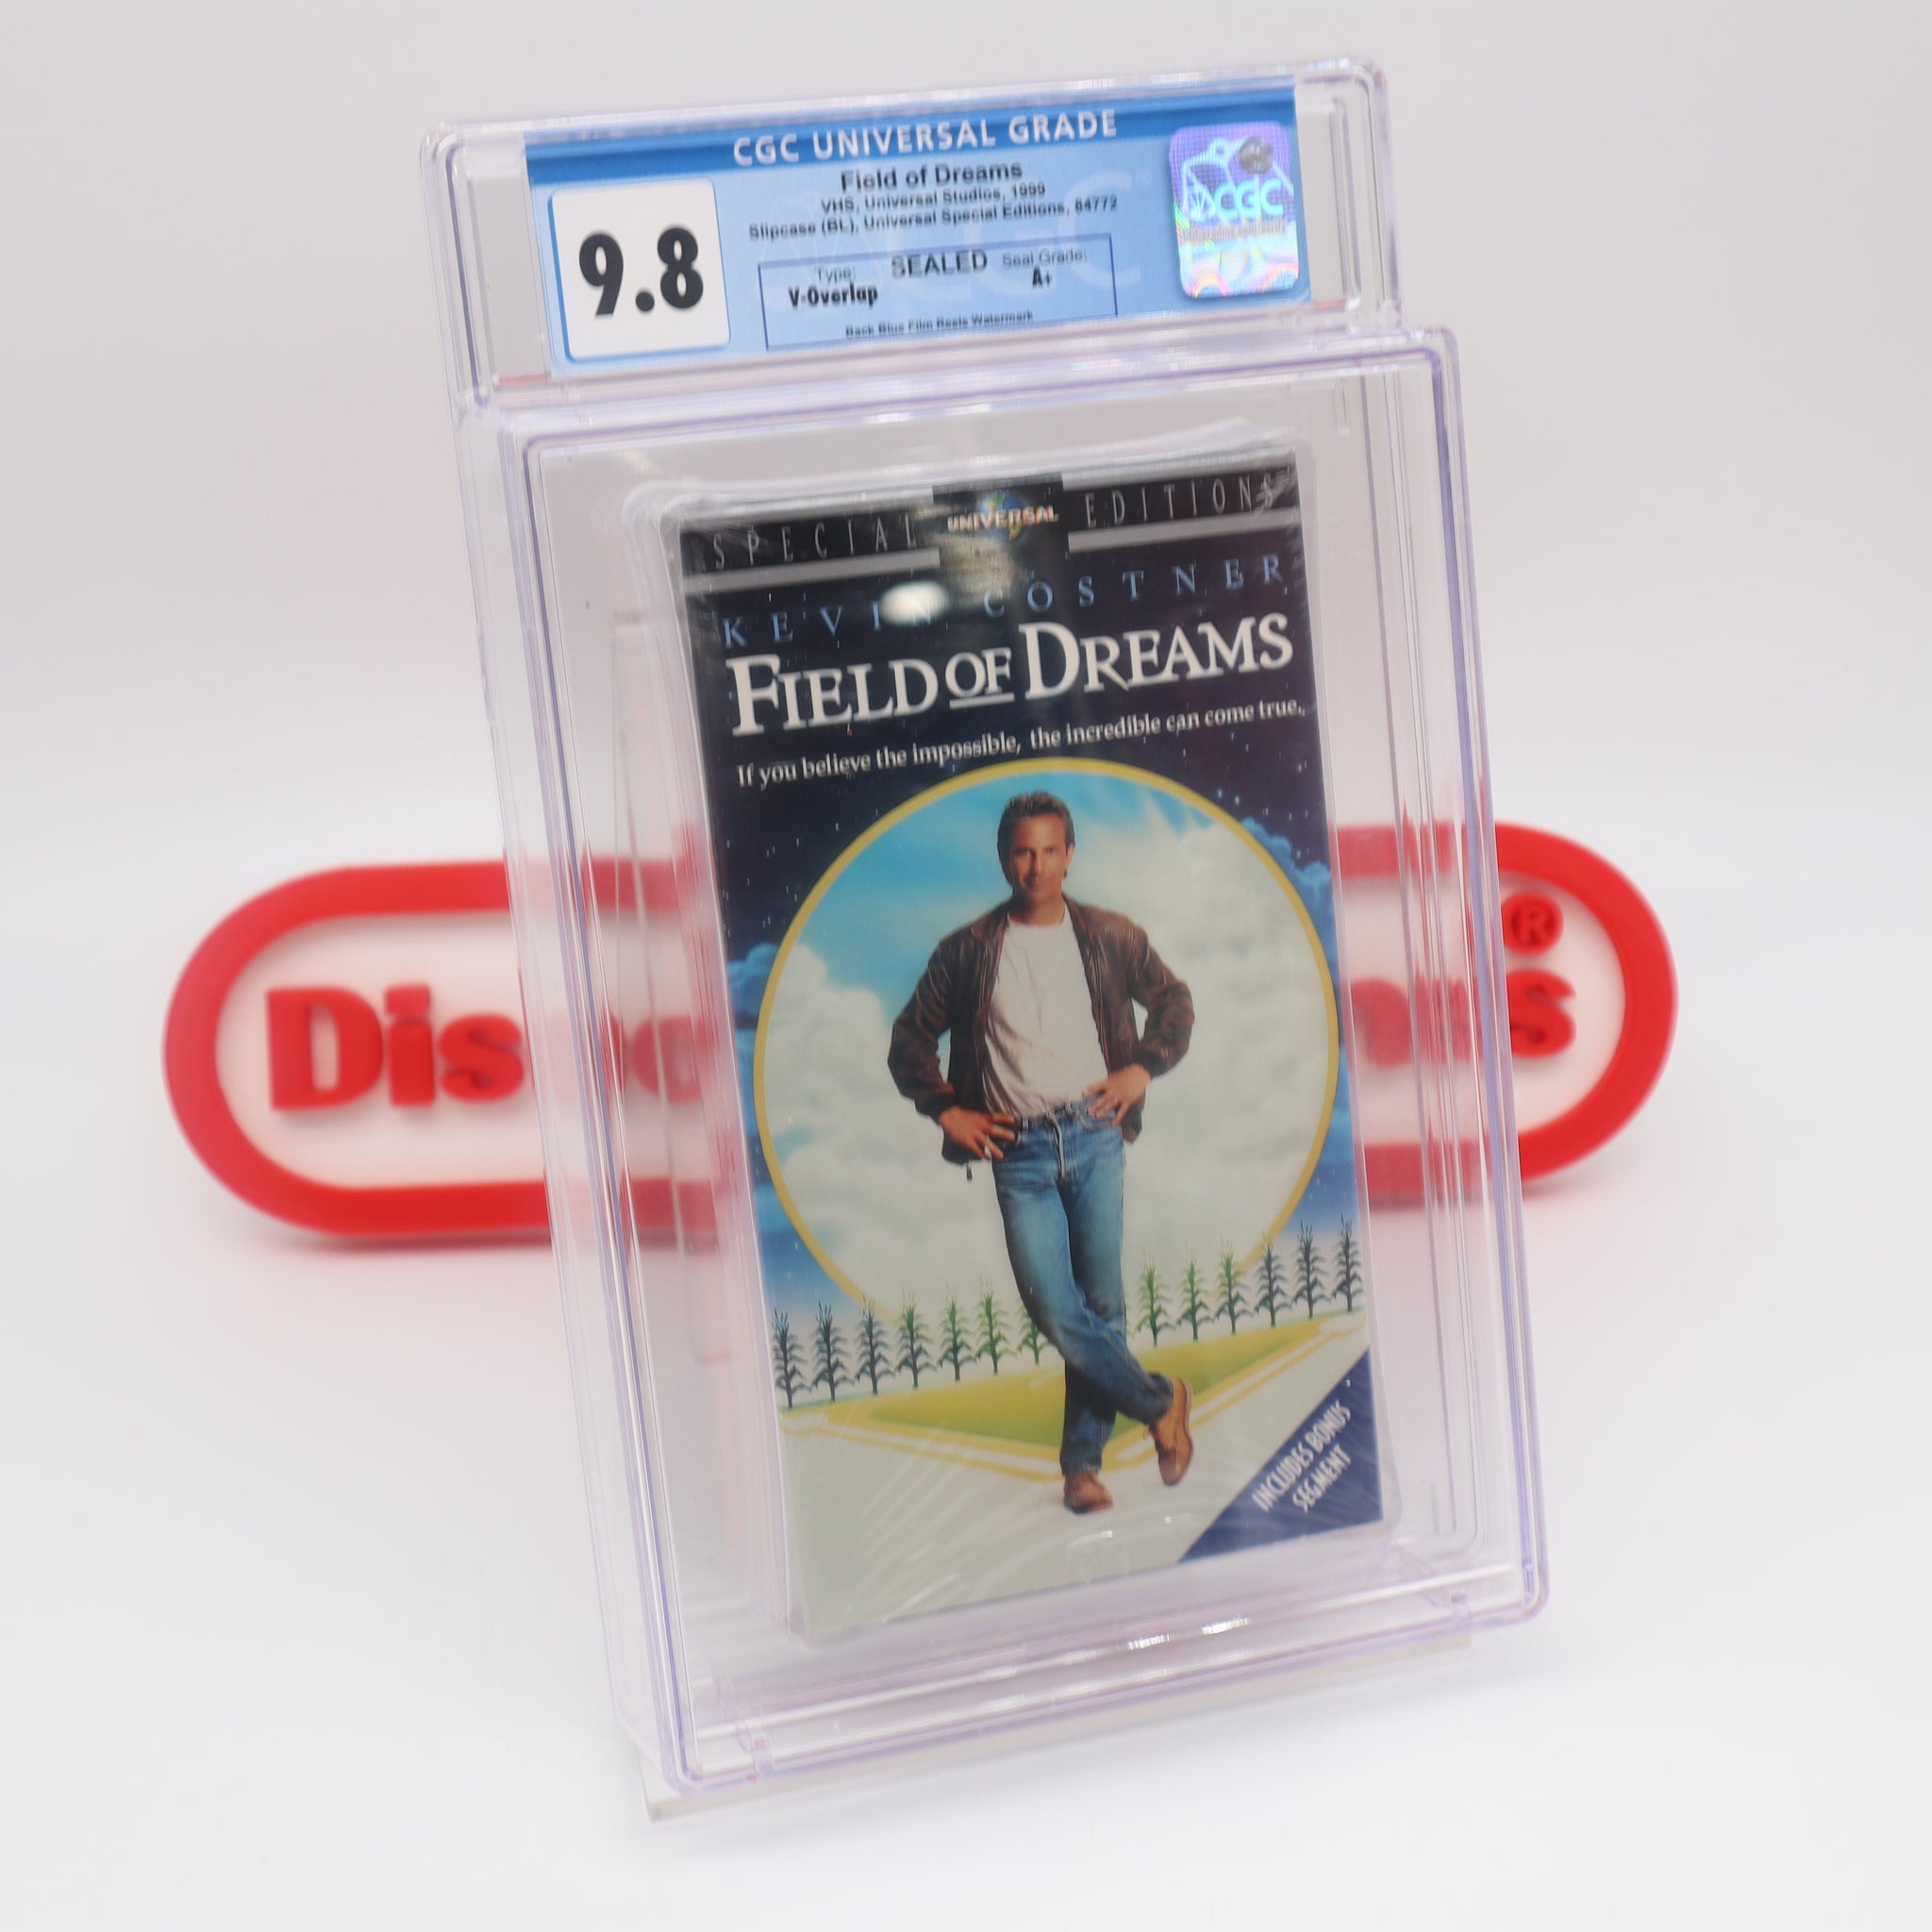 CGC UNIVERSAL GRADE
9.8
Field of Dreams
VHS, Universal Studios, 1999
Slipcase (BL), Universal Special Editions, 84772
Type: SEALED Seal Grade:
V-Overlap A+
Back Blue Film Reels Watermark
CGC
SPECIAL UNIVERSAL EDITIONS
KEVIN COSTNER
FIELD OF DREAMS
If you believe the impossible, the incredible can come true.
INCLUDES BONUS
SEGMENT
®